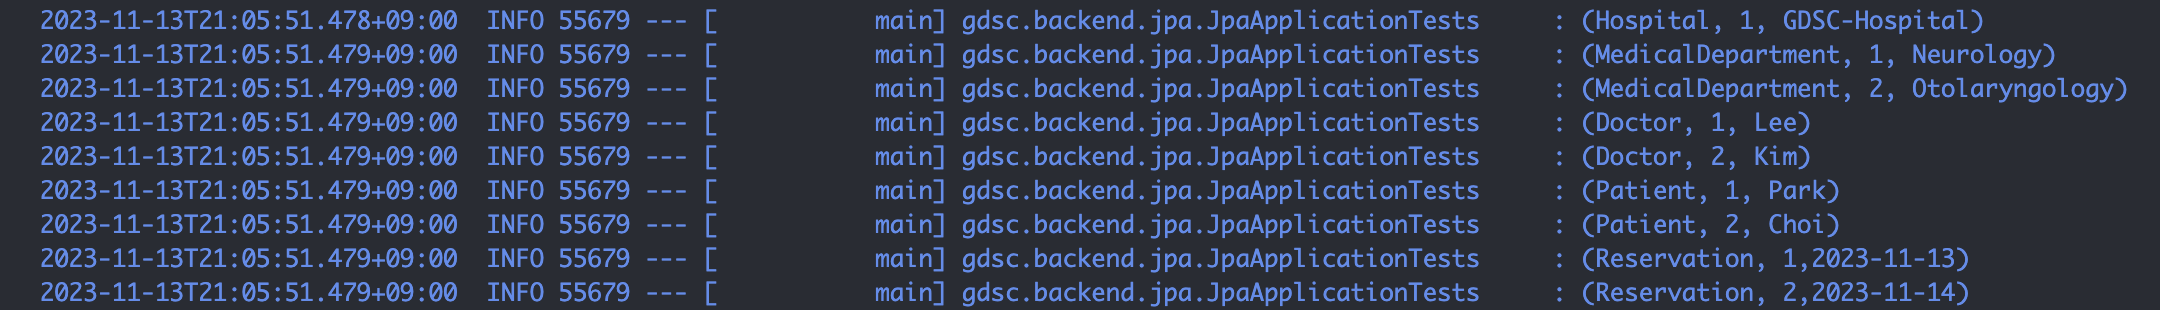 2023-11-13T21:05:51.478+09:00  INFO 55679 --- [           main] gdsc.backend.jpa.JpaApplicationTests     : (Hospital, 1, GDSC-Hospital)
2023-11-13T21:05:51.479+09:00  INFO 55679 --- [           main] gdsc.backend.jpa.JpaApplicationTests     : (MedicalDepartment, 1, Neurology)
2023-11-13T21:05:51.479+09:00  INFO 55679 --- [           main] gdsc.backend.jpa.JpaApplicationTests     : (MedicalDepartment, 2, Otolaryngology)
2023-11-13T21:05:51.479+09:00  INFO 55679 --- [           main] gdsc.backend.jpa.JpaApplicationTests     : (Doctor, 1, Lee)
2023-11-13T21:05:51.479+09:00  INFO 55679 --- [           main] gdsc.backend.jpa.JpaApplicationTests     : (Doctor, 2, Kim)
2023-11-13T21:05:51.479+09:00  INFO 55679 --- [           main] gdsc.backend.jpa.JpaApplicationTests     : (Patient, 1, Park)
2023-11-13T21:05:51.479+09:00  INFO 55679 --- [           main] gdsc.backend.jpa.JpaApplicationTests     : (Patient, 2, Choi)
2023-11-13T21:05:51.479+09:00  INFO 55679 --- [           main] gdsc.backend.jpa.JpaApplicationTests     : (Reservation, 1,2023-11-13)
2023-11-13T21:05:51.479+09:00  INFO 55679 --- [           main] gdsc.backend.jpa.JpaApplicationTests     : (Reservation, 2,2023-11-14)